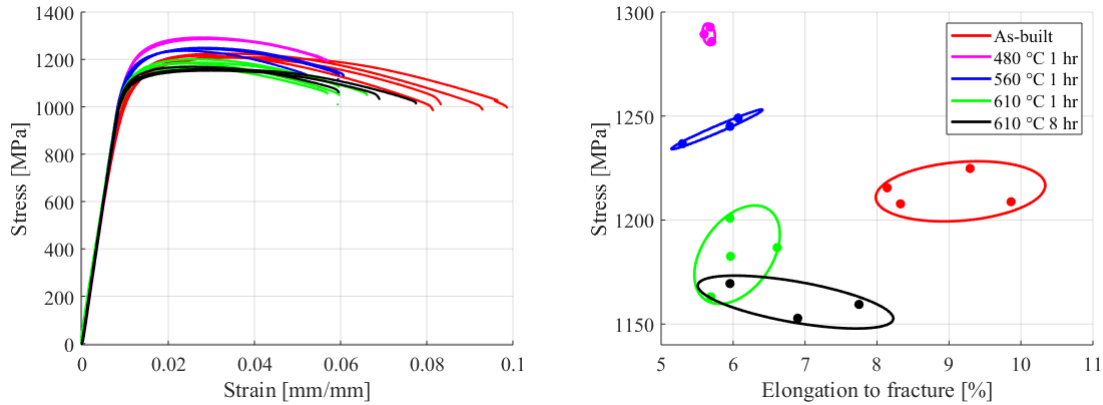 1400
1200
1000
800
600
400
200
0
0
0.02
0.04
0.06
0.08
0.1
Stress [MPa]
Strain [mm/mm]
1300
1250
1200
1150
5
6
7
8
9
10
11
Stress [MPa]
Elongation to fracture [%]
As-built
480 °C 1 hr
560 °C 1 hr
610 °C 1 hr
610 °C 8 hr